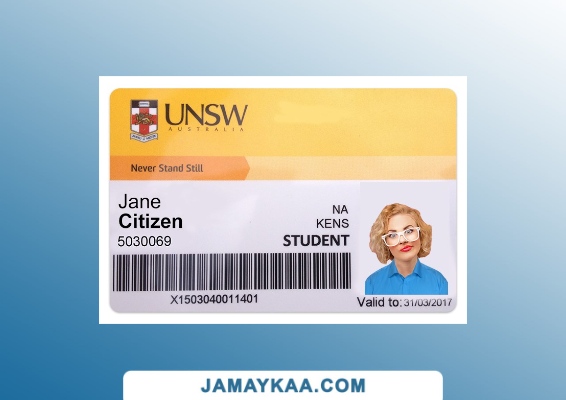 UNSW
AUSTRALIA
Never Stand Still
Jane
Citizen
5030069
NA
KENS
STUDENT
X1503040011401
Valid to: 31/03/2017
JAMAYKAA.COM